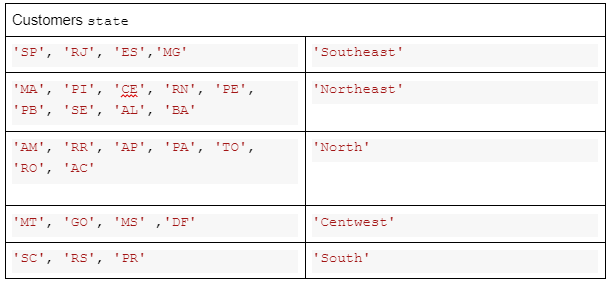 Customers state
'SP', 'RJ', 'ES','MG'
'Southeast'
'MA', 'PI', 'CE', 'RN', 'PE',
'PB', 'SE', 'AL', 'BA'
'Northeast'
'AM', 'RR', 'AP', 'PA', 'TO',
'RO', 'AC'
'North'
'MT', 'GO', 'MS' ,'DF'
'Centwest'
'SC', 'RS', 'PR'
'South'